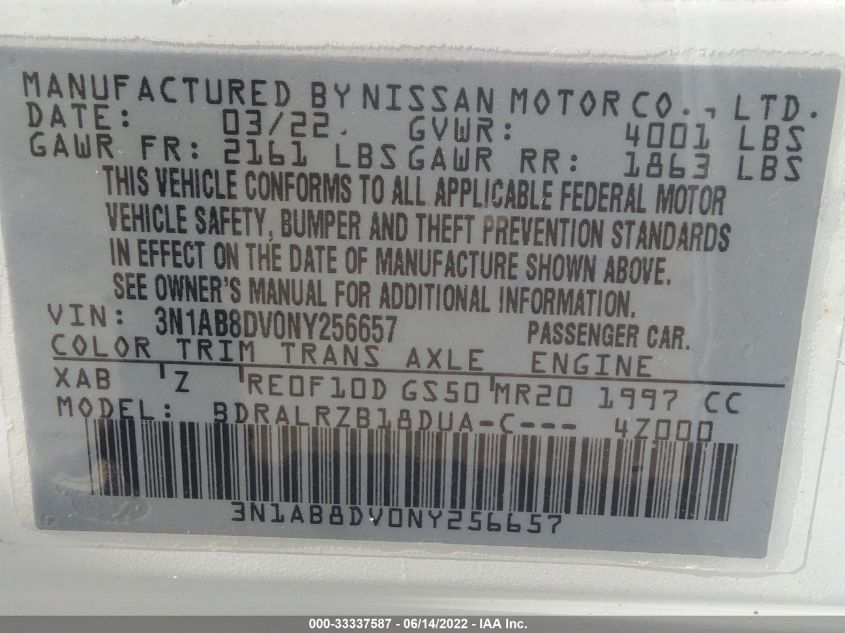 MANUFACTURED BY NISSAN MOTOR CO., LTD.
DATE: 03/22. GVWR: 4001 LBS
GAWR FR: 2161 LBS GAWR RR: 1863 LBS
THIS VEHICLE CONFORMS TO ALL APPLICABLE FEDERAL MOTOR
VEHICLE SAFETY, BUMPER AND THEFT PREVENTION STANDARDS
IN EFFECT ON THE DATE OF MANUFACTURE SHOWN ABOVE.
SEE OWNER'S MANUAL FOR ADDITIONAL INFORMATION.
VIN: 3N1AB8DV0NY256657 PASSENGER CAR.
COLOR TRIM TRANS AXLE ENGINE
XAB Z RE0F10D GS50 MR20 1997 CC
MODEL: BDRALRZB18DUA-C--- 4Z000
3N1AB8DV0NY256657
000-33337587 - 06/14/2022 - IAA Inc.